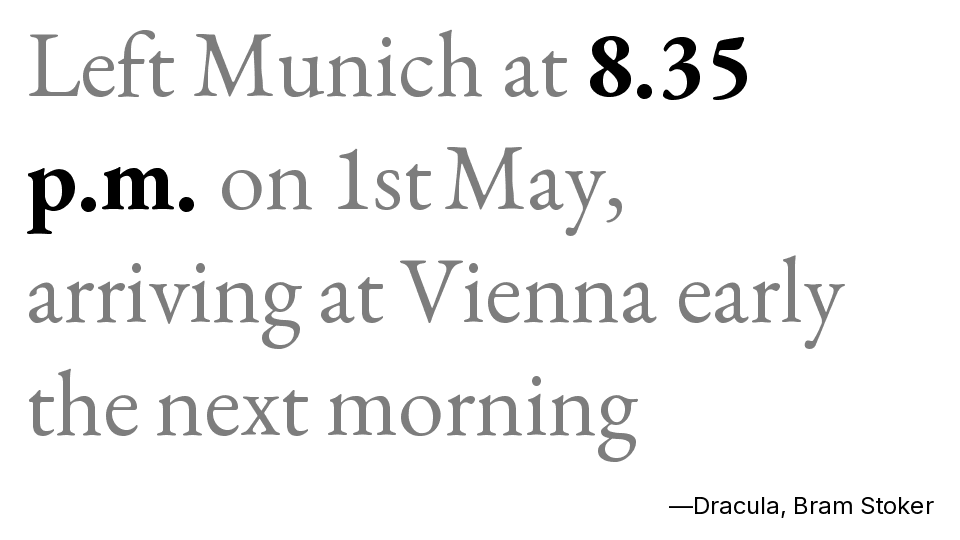 Left Munich at 8.35
p.m. on 1st May,
arriving at Vienna early
the next morning
—Dracula, Bram Stoker